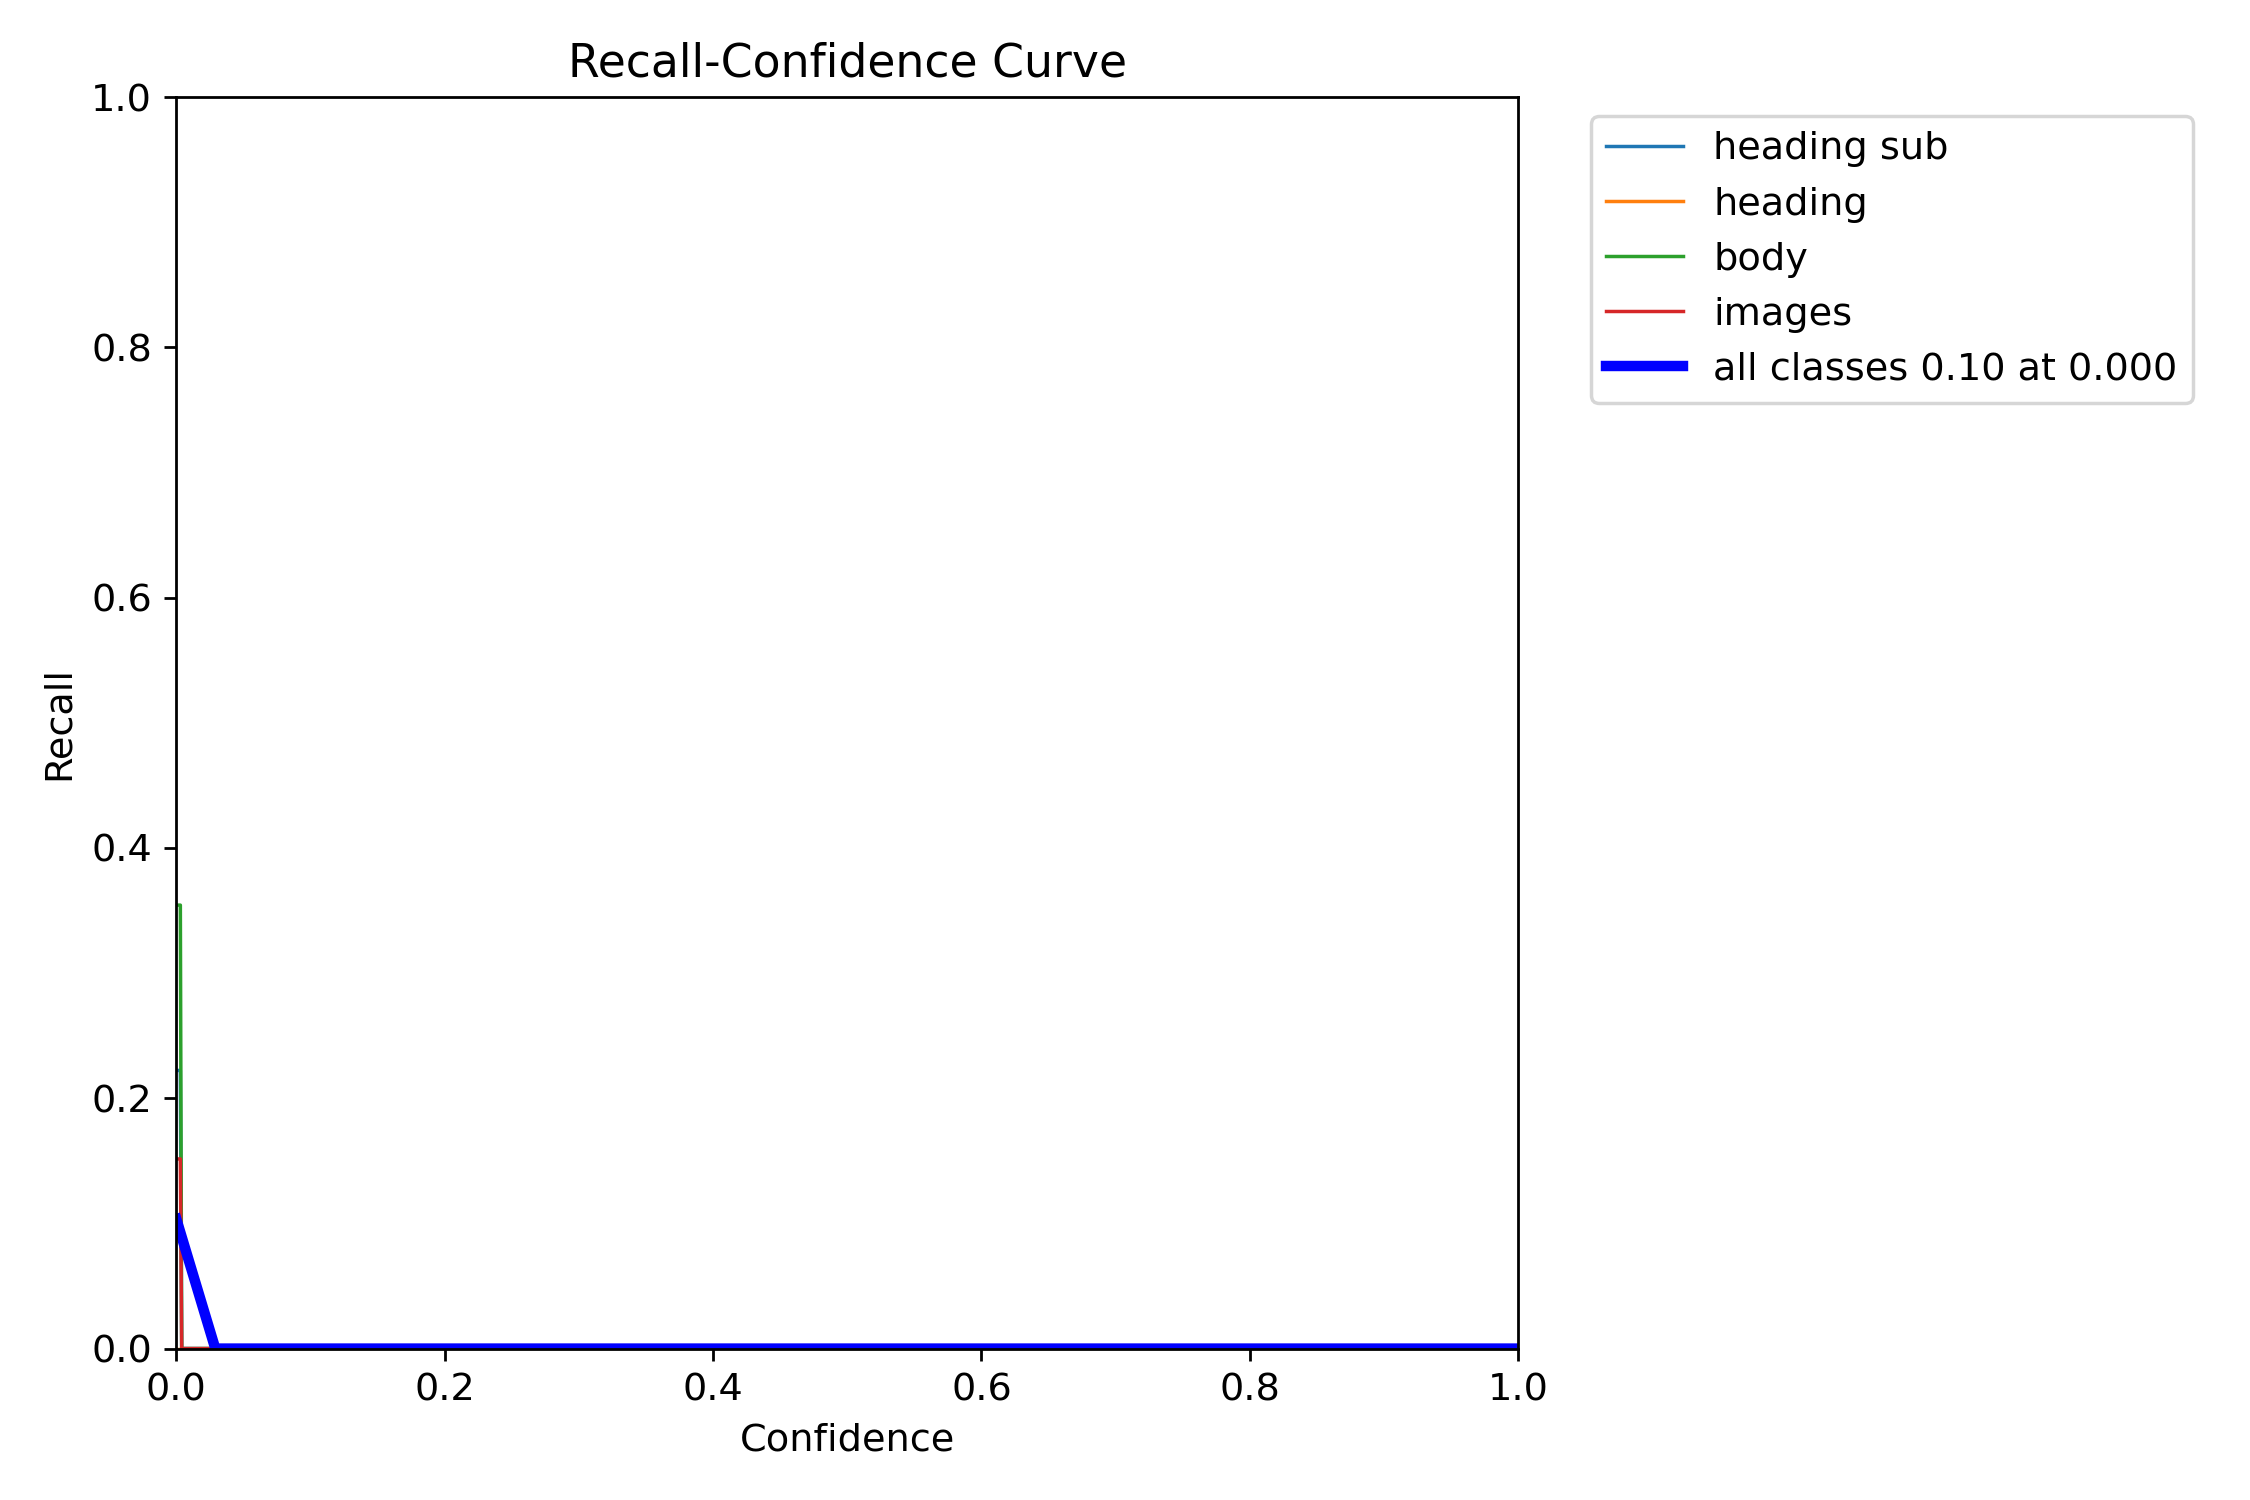 Recall-Confidence Curve
1.0
0.8
0.6
0.4
0.2
0.0
Recall
0.0 0.2 0.4 0.6 0.8 1.0
Confidence
heading sub
heading
body
images
all classes 0.10 at 0.000